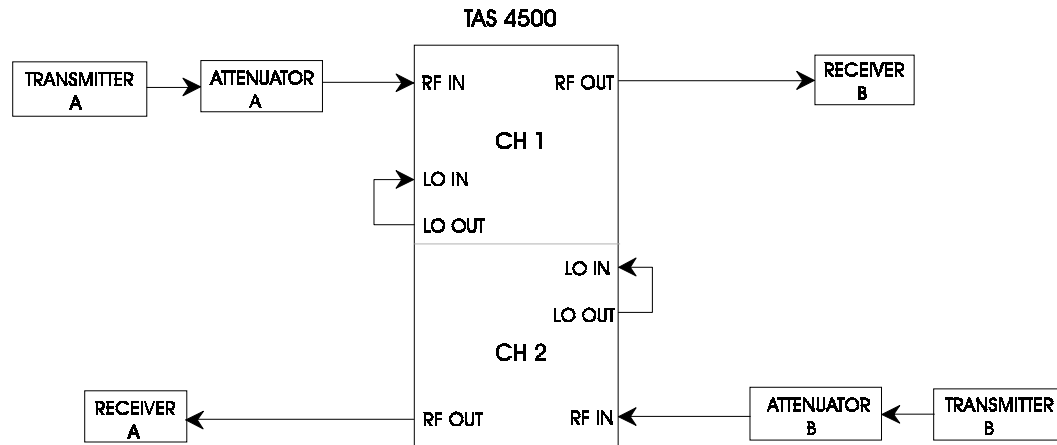 TAS 4500
TRANSMITTER
A
ATTENUATOR
A
RF IN
RF OUT
RECEIVER
B
CH 1
LO IN
LO OUT
LO IN
LO OUT
CH 2
RECEIVER
A
RF OUT
RF IN
ATTENUATOR
B
TRANSMITTER
B